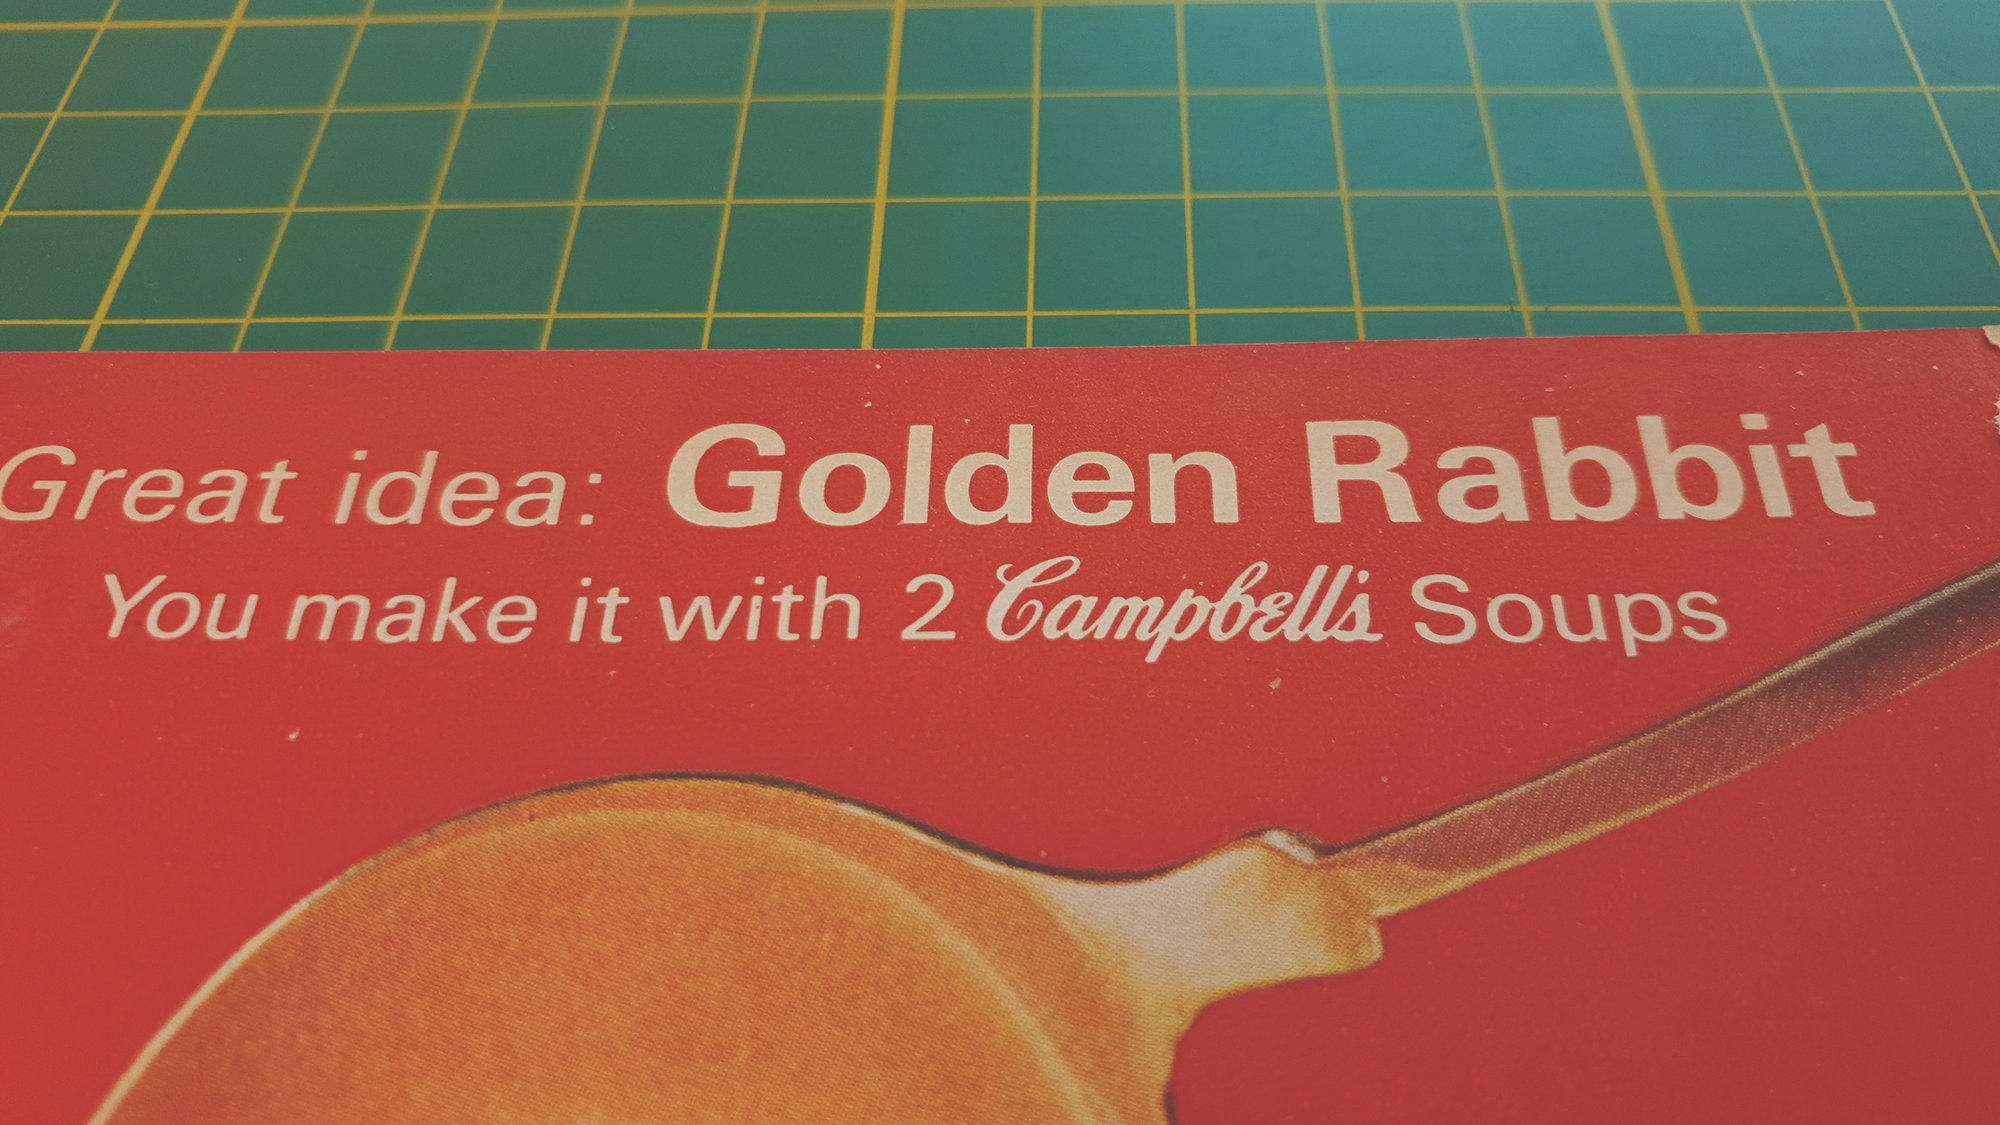 Great idea: Golden Rabbit
You make it with 2 Campbell's Soups